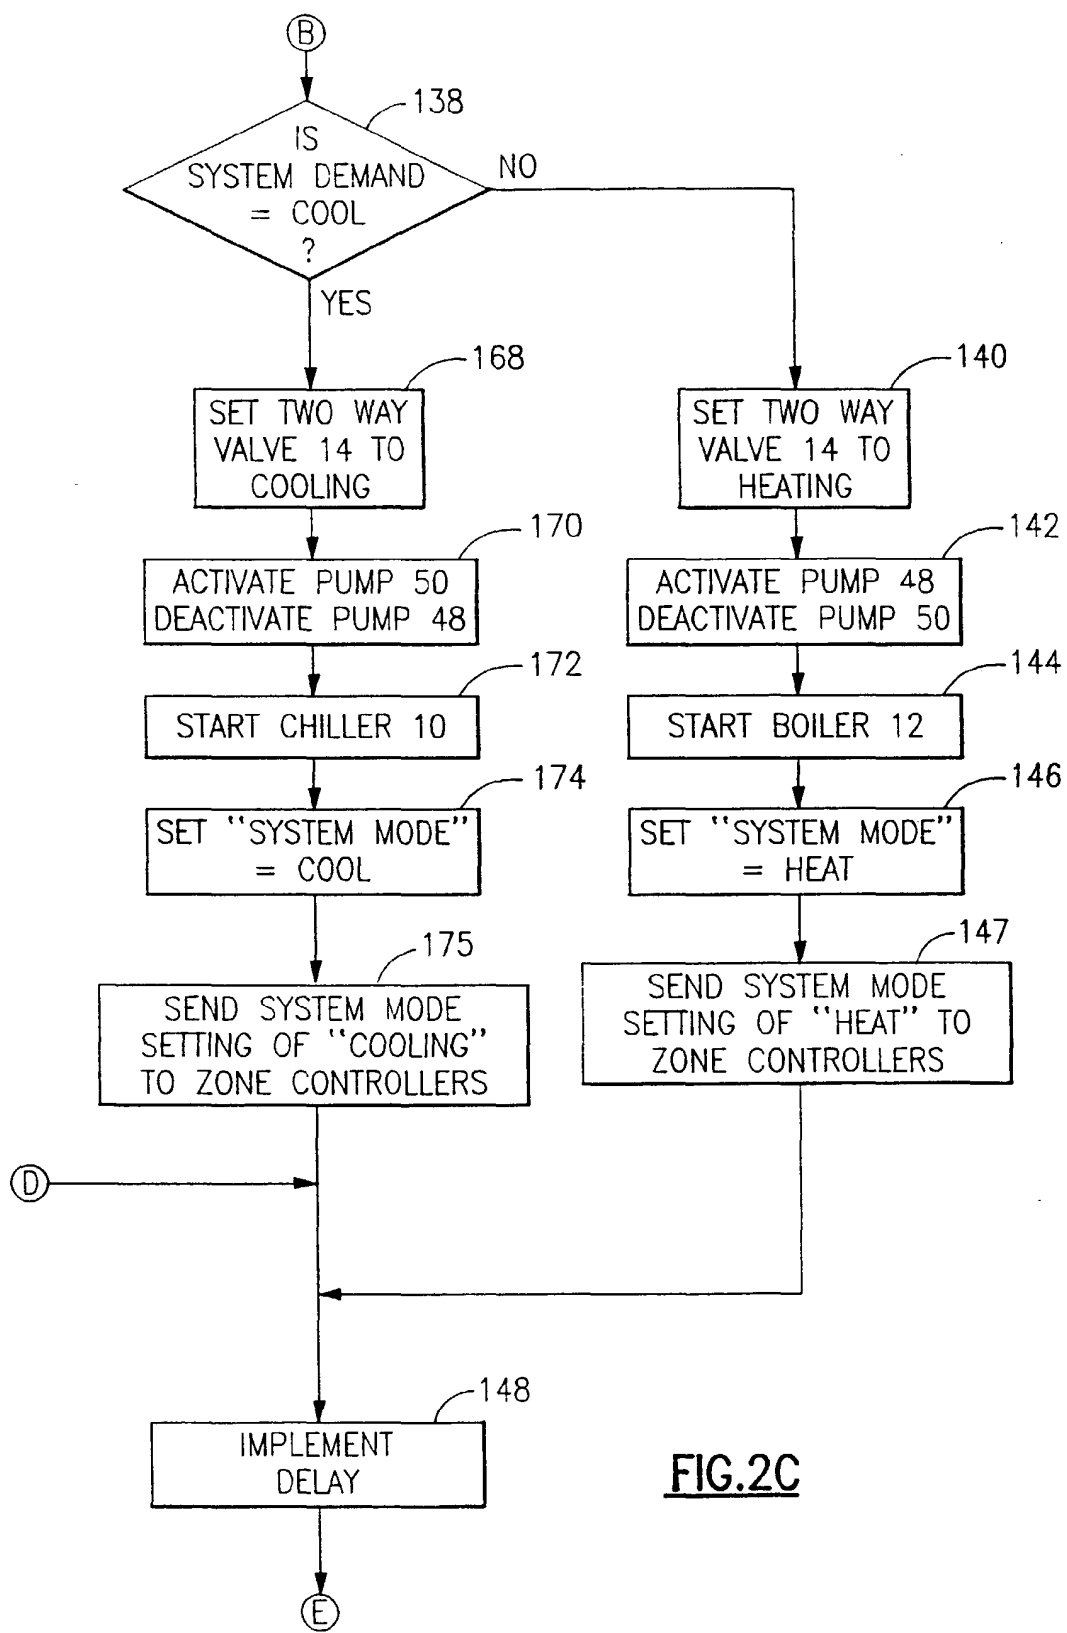 B
138
IS
SYSTEM DEMAND
= COOL
?
NO
YES
168
SET TWO WAY
VALVE 14 TO
COOLING
140
SET TWO WAY
VALVE 14 TO
HEATING
170
ACTIVATE PUMP 50
DEACTIVATE PUMP 48
142
ACTIVATE PUMP 48
DEACTIVATE PUMP 50
172
START CHILLER 10
144
START BOILER 12
174
SET "SYSTEM MODE"
= COOL
146
SET "SYSTEM MODE"
= HEAT
175
SEND SYSTEM MODE
SETTING OF "COOLING"
TO ZONE CONTROLLERS
147
SEND SYSTEM MODE
SETTING OF "HEAT" TO
ZONE CONTROLLERS
D
148
IMPLEMENT
DELAY
E
FIG.2C